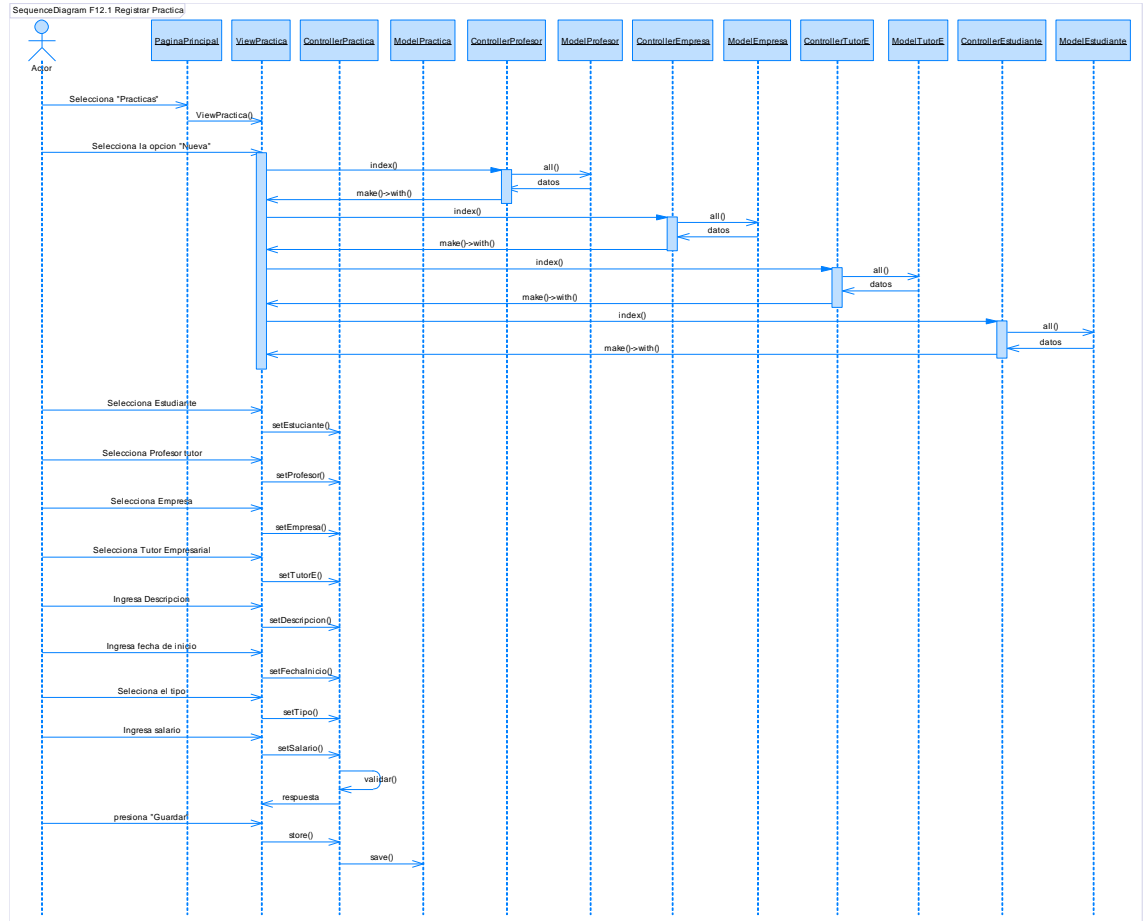 SequenceDiagram F12.1 Registrar Practica
Actor
PaginaPrincipal
ViewPractica
ControllerPractica
ModelPractica
ControllerProfesor
ModelProfesor
ControllerEmpresa
ModelEmpresa
ControllerTutorE
ModelTutorE
ControllerEstudiante
ModelEstudiante
Selecciona "Practicas"
ViewPractica()
Selecciona la opcion "Nueva"
index()
all()
datos
make()->with()
index()
all()
datos
make()->with()
index()
all()
datos
make()->with()
index()
all()
datos
make()->with()
Selecciona Estudiante
setEstuciante()
Selecciona Profesor tutor
setProfesor()
Selecciona Empresa
setEmpresa()
Selecciona Tutor Empresarial
setTutorE()
Ingresa Descripcion
setDescripcion()
Ingresa fecha de inicio
setFechaInicio()
Seleciona el tipo
setTipo()
Ingresa salario
setSalario()
validar()
respuesta
presiona "Guardar"
store()
save()